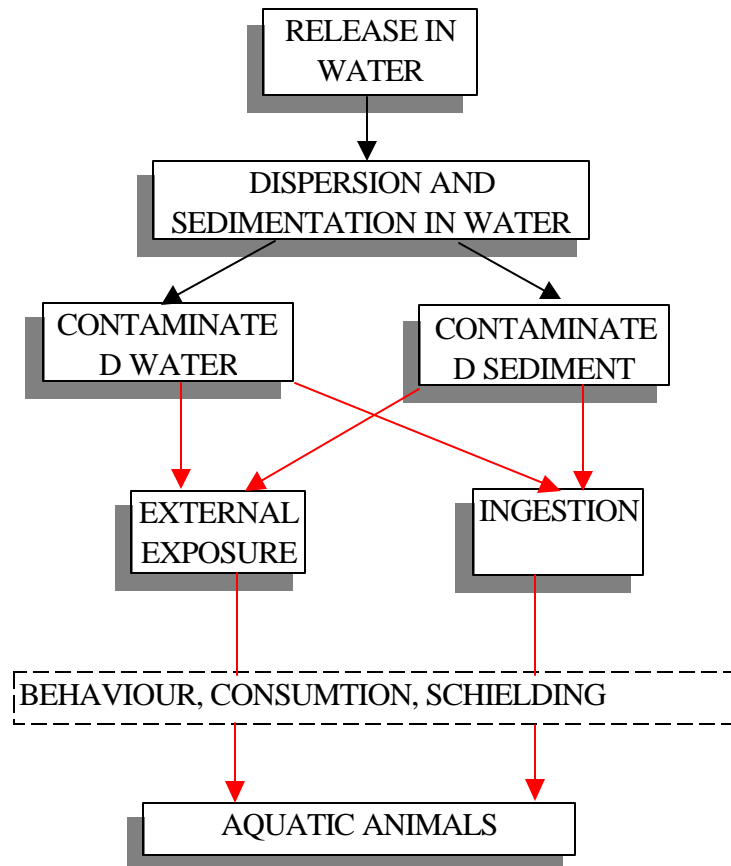 RELEASE IN
WATER
DISPERSION AND
SEDIMENTATION IN WATER
CONTAMINATE
D WATER
CONTAMINATE
D SEDIMENT
EXTERNAL
EXPOSURE
INGESTION
BEHAVIOUR, CONSUMTION, SCHIELDING
AQUATIC ANIMALS